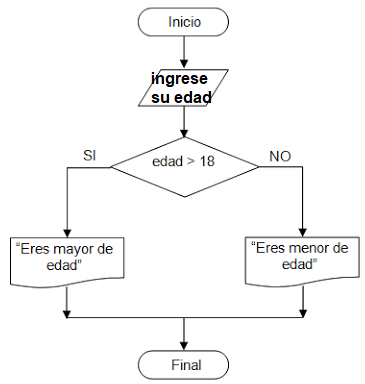 Inicio
ingrese
su edad
edad > 18
SI
NO
“Eres mayor de
edad”
“Eres menor de
edad”
Final